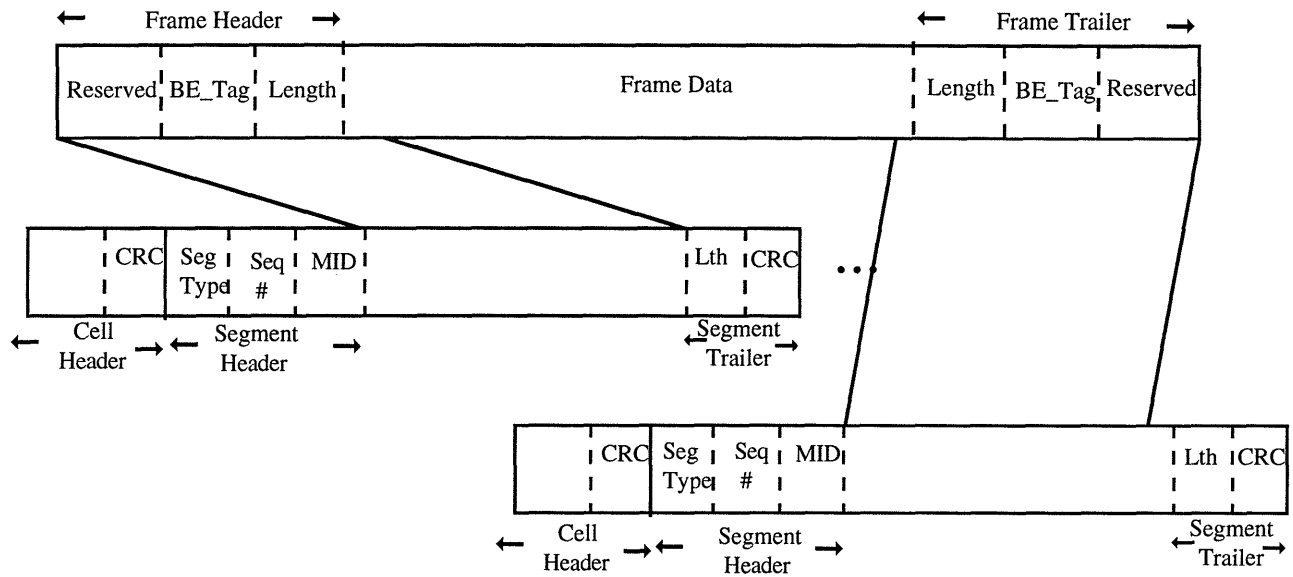 Frame Header
Frame Trailer
Reserved BE_Tag Length Frame Data Length BE_Tag Reserved
CRC Seg Type Seq # MID Lth CRC
...
Cell Header
Segment Header
Segment Trailer
CRC Seg Type Seq # MID Lth CRC
Cell Header
Segment Header
Segment Trailer